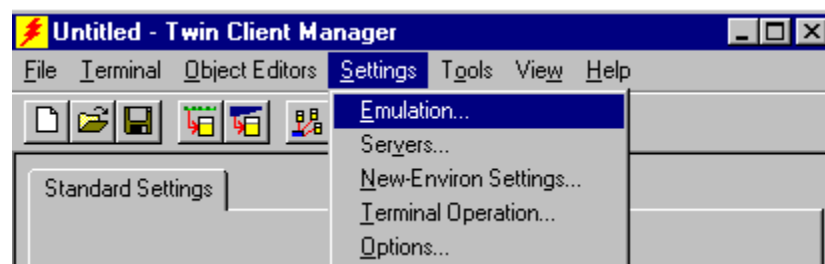 Untitled - Twin Client Manager
File Terminal Object Editors Settings Tools View Help
Emulation...
Servers...
New-Environ Settings...
Terminal Operation...
Options...
Standard Settings